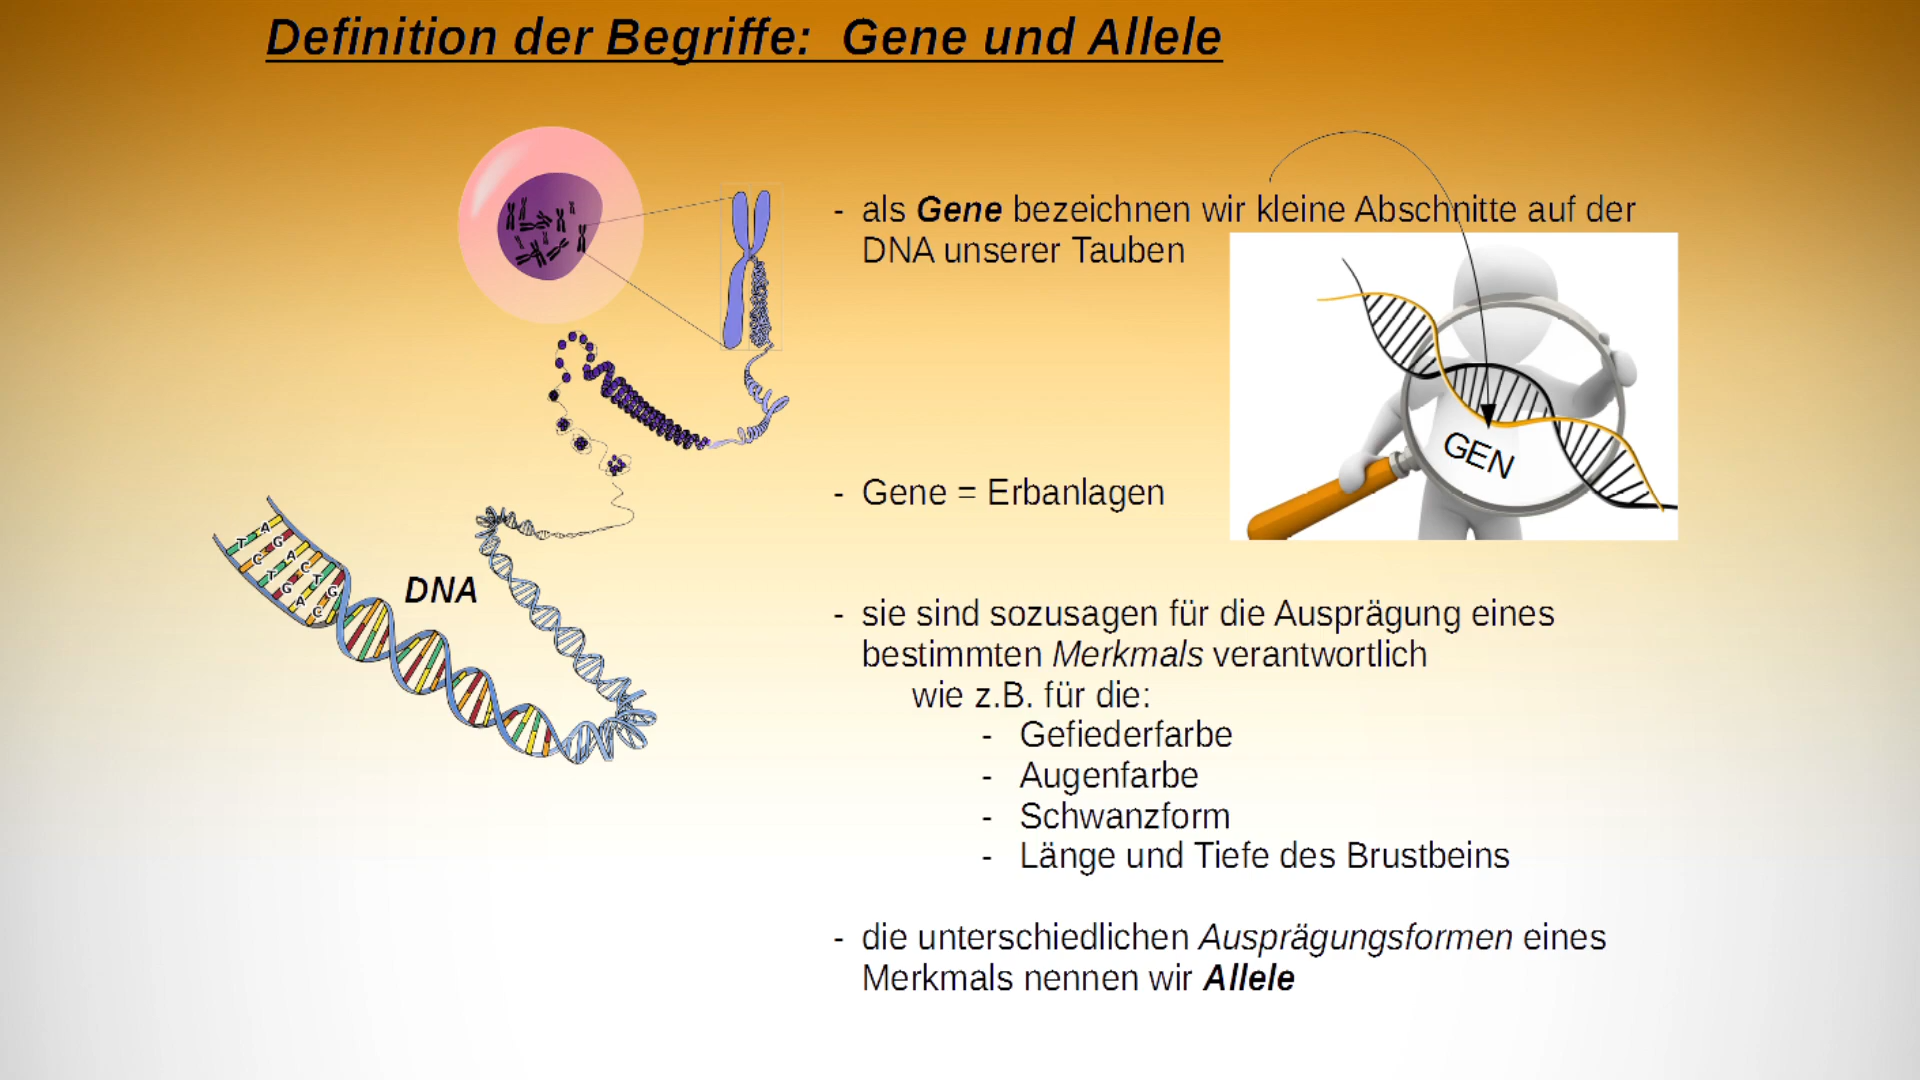 Definition der Begriffe: Gene und Allele
- als Gene bezeichnen wir kleine Abschnitte auf der
DNA unserer Tauben
GEN
- Gene = Erbanlagen
A
T
G
C
A
T
C
G
T
A
G
C
DNA
- sie sind sozusagen für die Ausprägung eines
bestimmten Merkmals verantwortlich
wie z.B. für die:
- Gefiederfarbe
- Augenfarbe
- Schwanzform
- Länge und Tiefe des Brustbeins
- die unterschiedlichen Ausprägungsformen eines
Merkmals nennen wir Allele